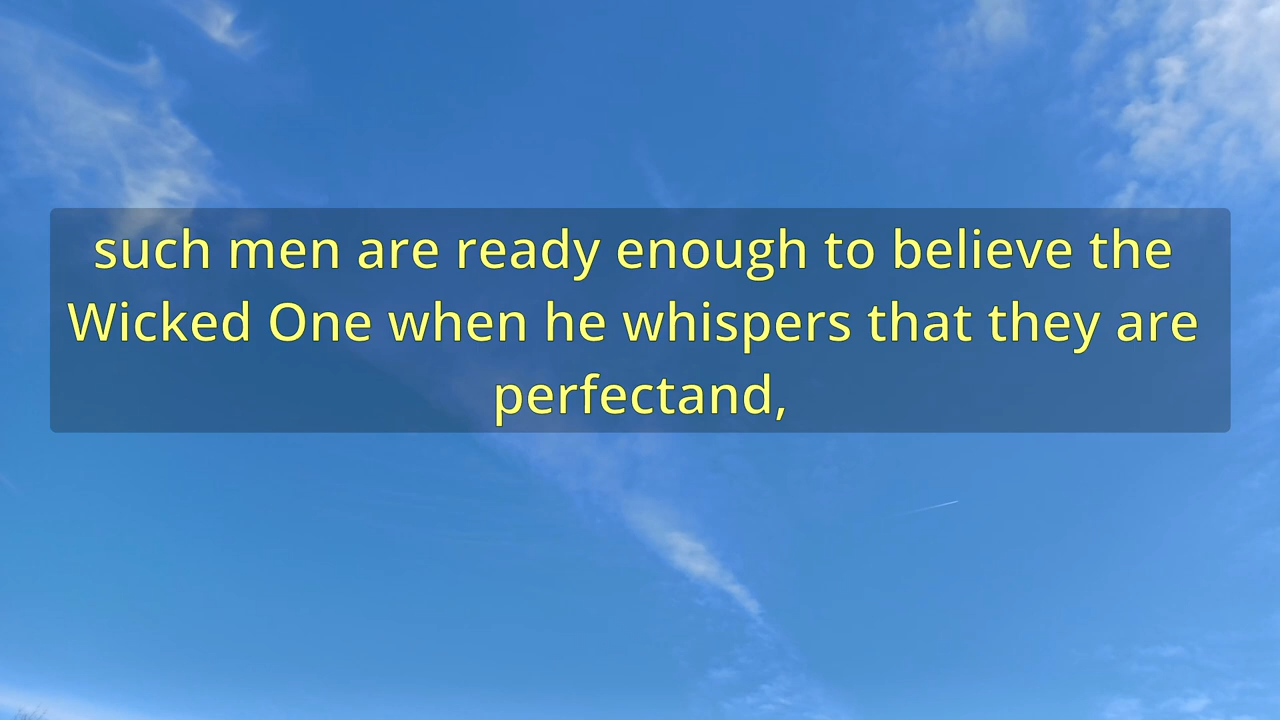 such men are ready enough to believe the
Wicked One when he whispers that they are
perfectand,